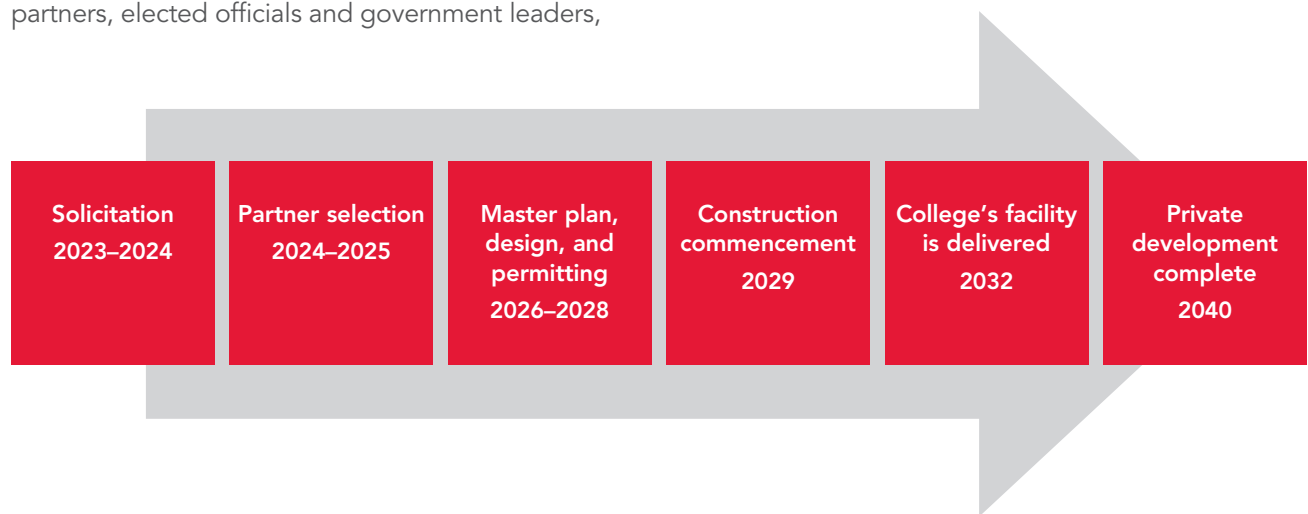 partners, elected officials and government leaders,
Solicitation
2023–2024
Partner selection
2024–2025
Master plan,
design, and
permitting
2026–2028
Construction
commencement
2029
College’s facility
is delivered
2032
Private
development
complete
2040